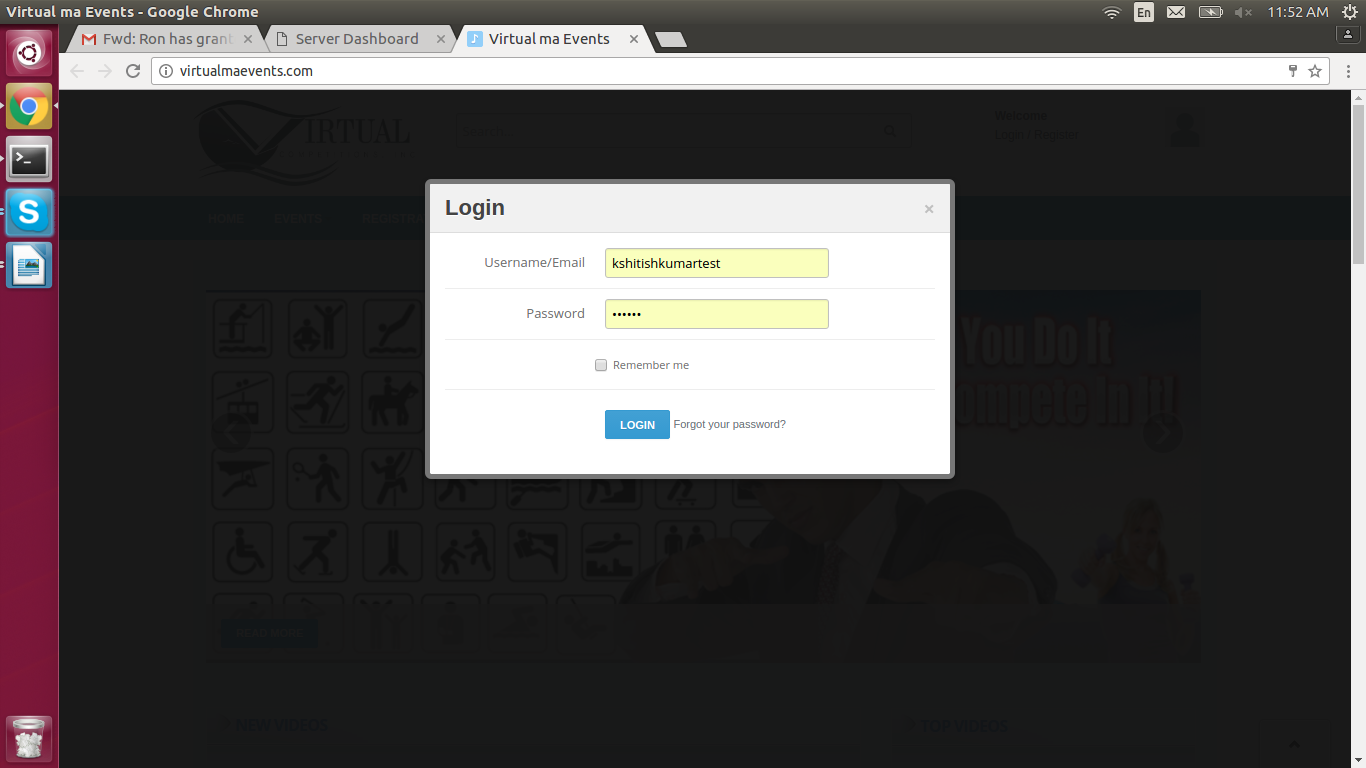 Virtual ma Events - Google Chrome
En
11:52 AM
Fwd: Ron has grant
Server Dashboard
Virtual ma Events
virtualmaevents.com
VIRTUAL
Search...
Welcome
Login / Register
HOME
EVENTS
REGISTRA
Login
×
Username/Email
kshitishkumartest
Password
••••••
Remember me
LOGIN
Forgot your password?
You Do It
ompete In It!
READ MORE
NEW VIDEOS
TOP VIDEOS